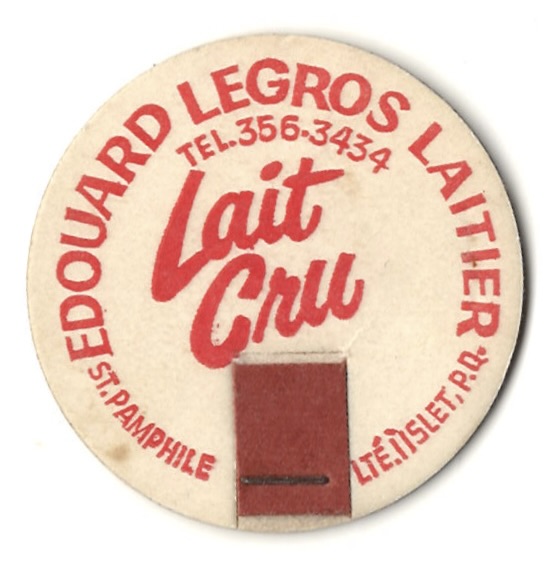 EDOUARD LEGROS LAITIER
TEL.356-3434
Lait
Cru
ST.PAMPHILE
LTÉ.ISLET, P.Q.